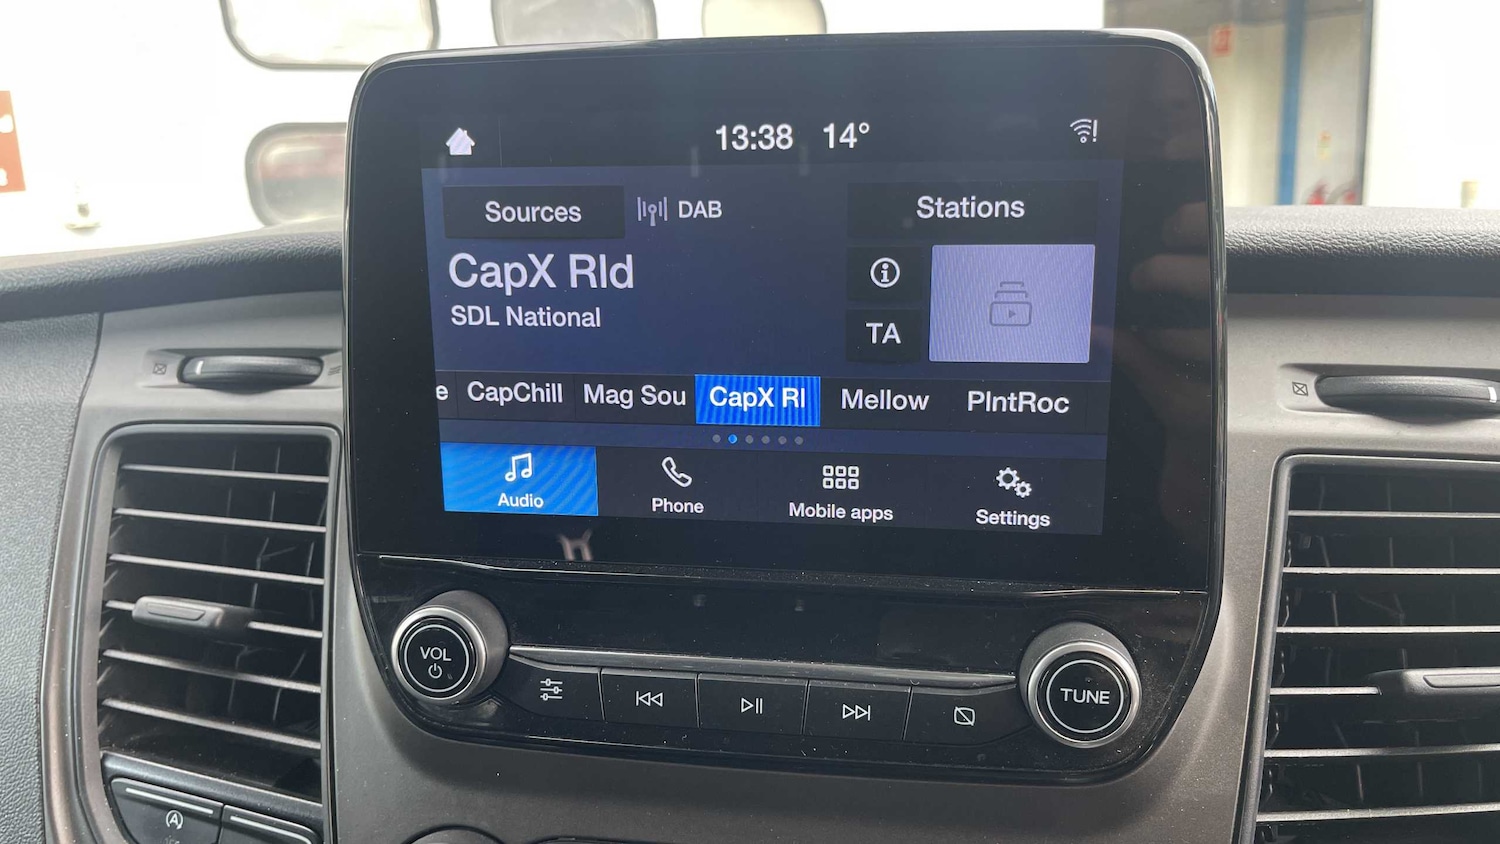 13:38 14°
Sources DAB Stations
CapX Rld
SDL National
TA
e CapChill Mag Sou CapX Rl Mellow PlntRoc
Audio Phone Mobile apps Settings
VOL TUNE
A